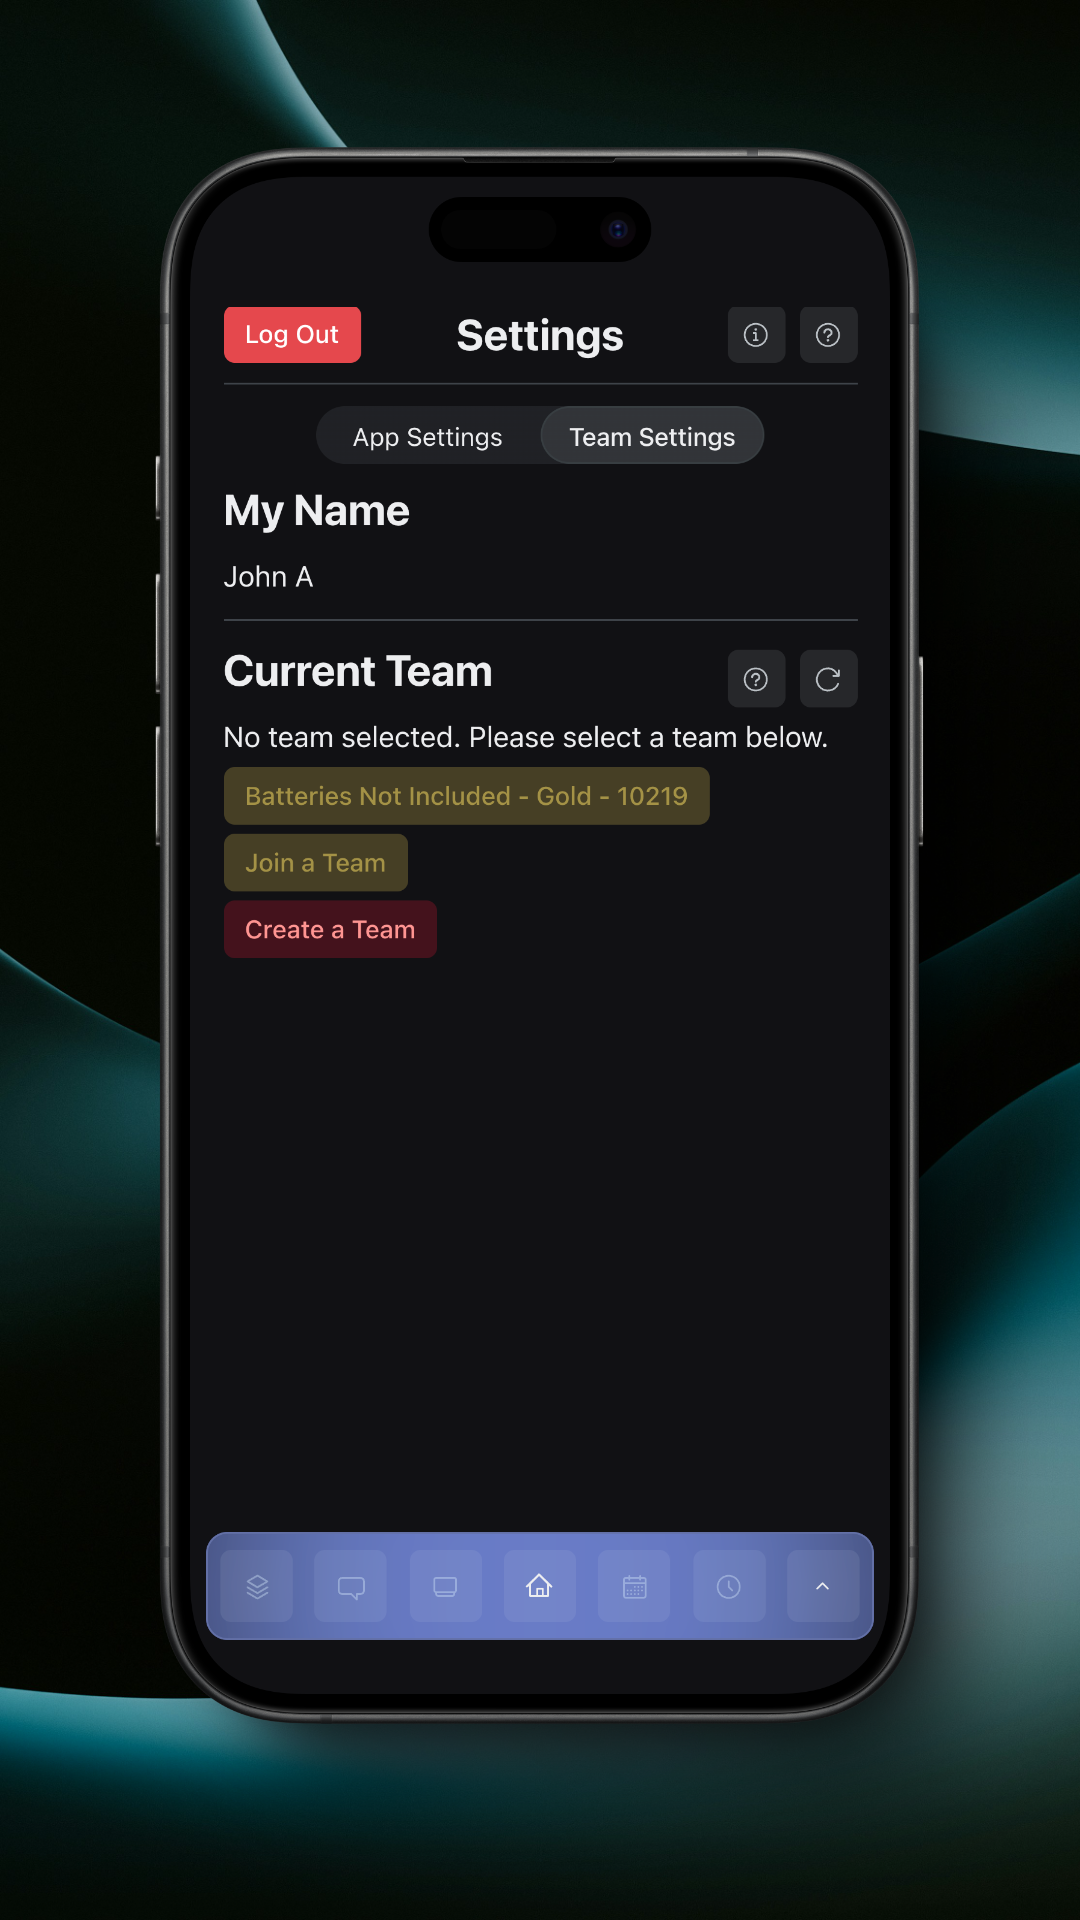 Log Out
Settings
App Settings
Team Settings
My Name
John A
Current Team
No team selected. Please select a team below.
Batteries Not Included - Gold - 10219
Join a Team
Create a Team